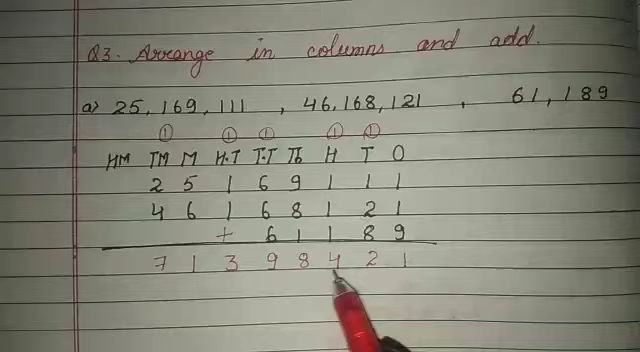 Q3. Arrange in columns and add.
a) 25,169,111 , 46,168,121 , 61,189
① ① ① ① ①
HM TM M H.T T.T Th H T O
2 5 1 6 9 1 1 1
4 6 1 6 8 1 2 1
+ 6 1 1 8 9
7 1 3 9 8 4 2 1